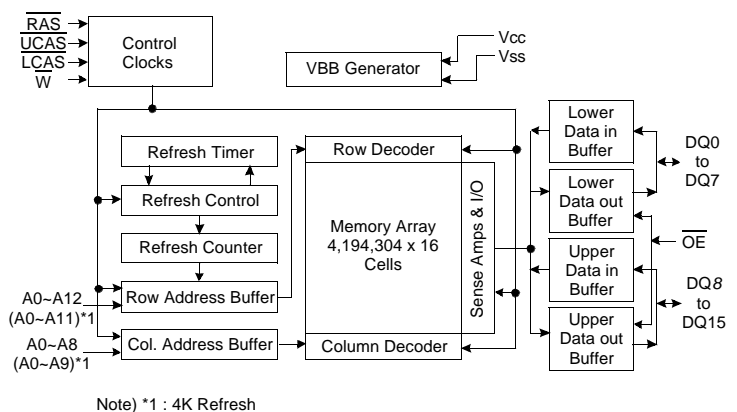 RAS
UCAS
LCAS
W
Control
Clocks
VBB Generator
Vcc
Vss
Refresh Timer
Refresh Control
Refresh Counter
Row Address Buffer
Col. Address Buffer
A0~A12
(A0~A11)*1
A0~A8
(A0~A9)*1
Row Decoder
Memory Array
4,194,304 x 16
Cells
Column Decoder
Sense Amps & I/O
Lower
Data in
Buffer
Lower
Data out
Buffer
Upper
Data in
Buffer
Upper
Data out
Buffer
DQ0
to
DQ7
OE
DQ8
to
DQ15
Note) *1 : 4K Refresh